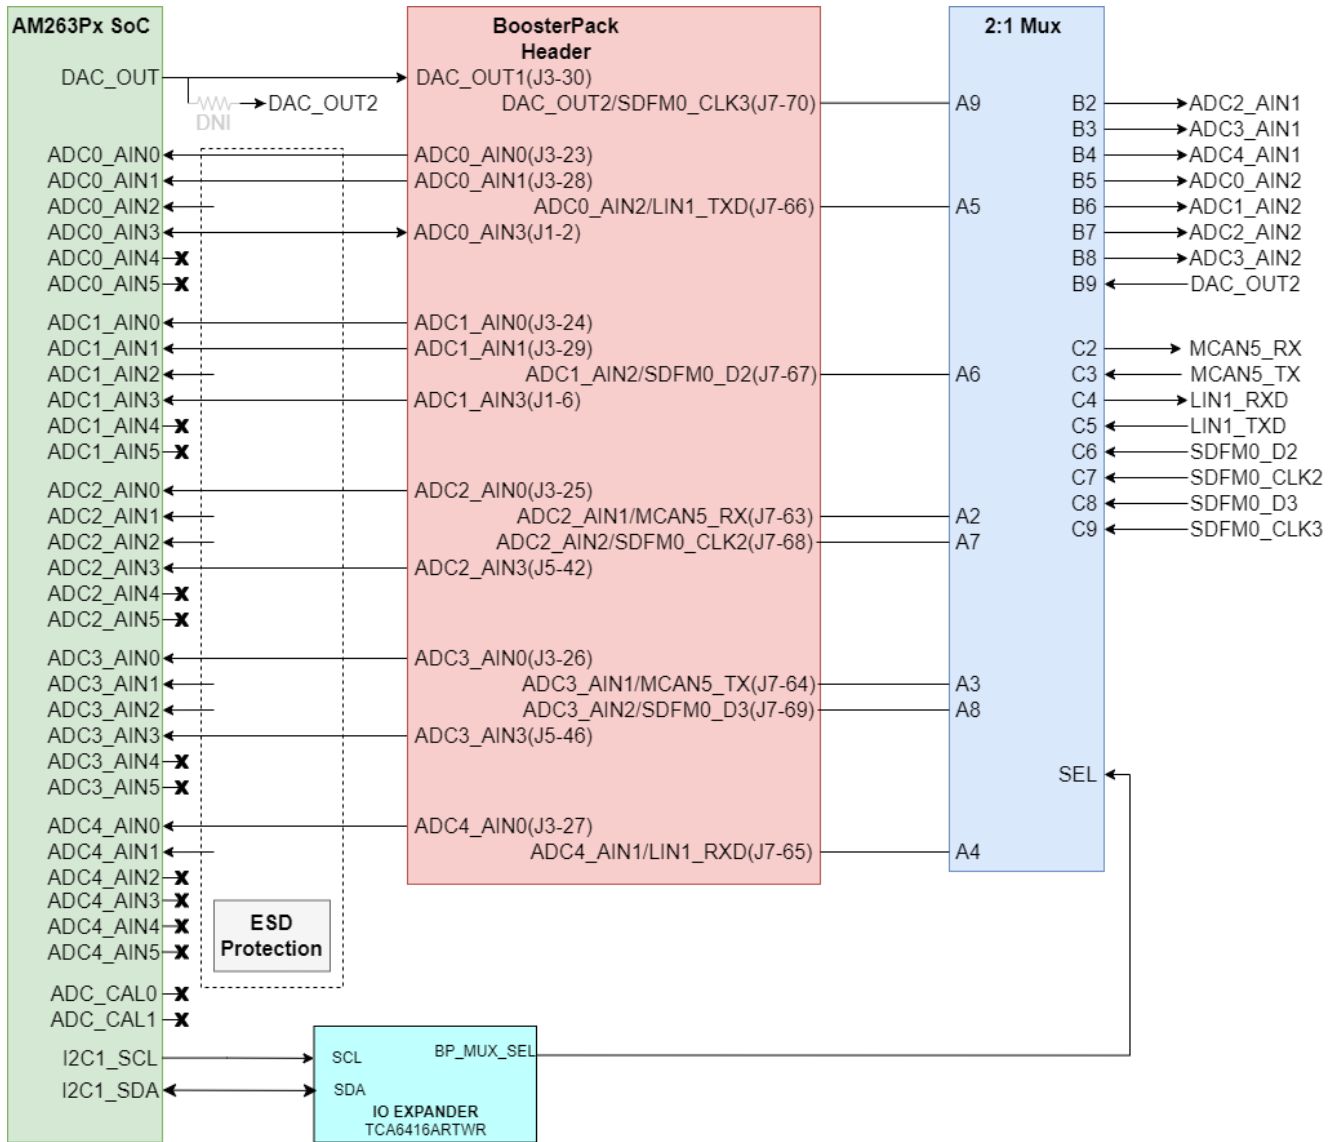 AM263Px SoC
BoosterPack
Header
2:1 Mux
DAC_OUT
DAC_OUT1(J3-30)
DNI
DAC_OUT2
DAC_OUT2/SDFM0_CLK3(J7-70)
A9
B2
ADC2_AIN1
B3
ADC3_AIN1
ADC0_AIN0
ADC0_AIN0(J3-23)
B4
ADC4_AIN1
ADC0_AIN1
ADC0_AIN1(J3-28)
B5
ADC0_AIN2
ADC0_AIN2
ADC0_AIN2/LIN1_TXD(J7-66)
A5
B6
ADC1_AIN2
ADC0_AIN3
ADC0_AIN3(J1-2)
B7
ADC2_AIN2
ADC0_AIN4
B8
ADC3_AIN2
ADC0_AIN5
B9
DAC_OUT2
ADC1_AIN0
ADC1_AIN0(J3-24)
ADC1_AIN1
ADC1_AIN1(J3-29)
C2
MCAN5_RX
ADC1_AIN2
ADC1_AIN2/SDFM0_D2(J7-67)
A6
C3
MCAN5_TX
ADC1_AIN3
ADC1_AIN3(J1-6)
C4
LIN1_RXD
ADC1_AIN4
C5
LIN1_TXD
ADC1_AIN5
C6
SDFM0_D2
C7
SDFM0_CLK2
ADC2_AIN0
ADC2_AIN0(J3-25)
C8
SDFM0_D3
ADC2_AIN1
ADC2_AIN1/MCAN5_RX(J7-63)
A2
C9
SDFM0_CLK3
ADC2_AIN2
ADC2_AIN2/SDFM0_CLK2(J7-68)
A7
ADC2_AIN3
ADC2_AIN3(J5-42)
ADC2_AIN4
ADC2_AIN5
ADC3_AIN0
ADC3_AIN0(J3-26)
ADC3_AIN1
ADC3_AIN1/MCAN5_TX(J7-64)
A3
ADC3_AIN2
ADC3_AIN2/SDFM0_D3(J7-69)
A8
ADC3_AIN3
ADC3_AIN3(J5-46)
ADC3_AIN4
SEL
ADC3_AIN5
ADC4_AIN0
ADC4_AIN0(J3-27)
ADC4_AIN1
ADC4_AIN1/LIN1_RXD(J7-65)
A4
ADC4_AIN2
ADC4_AIN3
ADC4_AIN4
ADC4_AIN5
ESD
Protection
ADC_CAL0
ADC_CAL1
I2C1_SCL
SCL
BP_MUX_SEL
I2C1_SDA
SDA
IO EXPANDER
TCA6416ARTWR